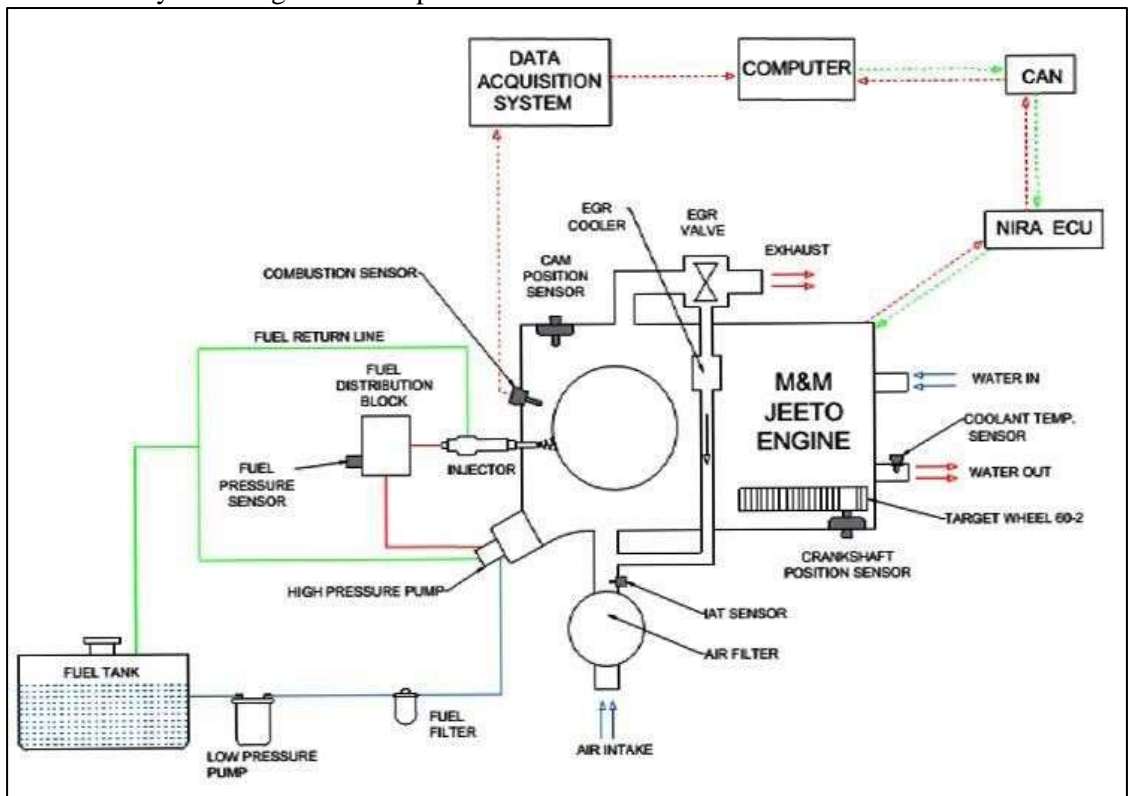 DATA
ACQUISITION
SYSTEM
COMPUTER
CAN
NIRA ECU
EGR
COOLER
EGR
VALVE
EXHAUST
CAM
POSITION
SENSOR
COMBUSTION SENSOR
FUEL RETURN LINE
FUEL
DISTRIBUTION
BLOCK
INJECTOR
FUEL
PRESSURE
SENSOR
M&M
JEETO
ENGINE
WATER IN
COOLANT TEMP.
SENSOR
WATER OUT
TARGET WHEEL 60-2
CRANKSHAFT
POSITION SENSOR
HIGH PRESSURE PUMP
IAT SENSOR
AIR FILTER
FUEL TANK
FUEL
FILTER
LOW PRESSURE
PUMP
AIR INTAKE